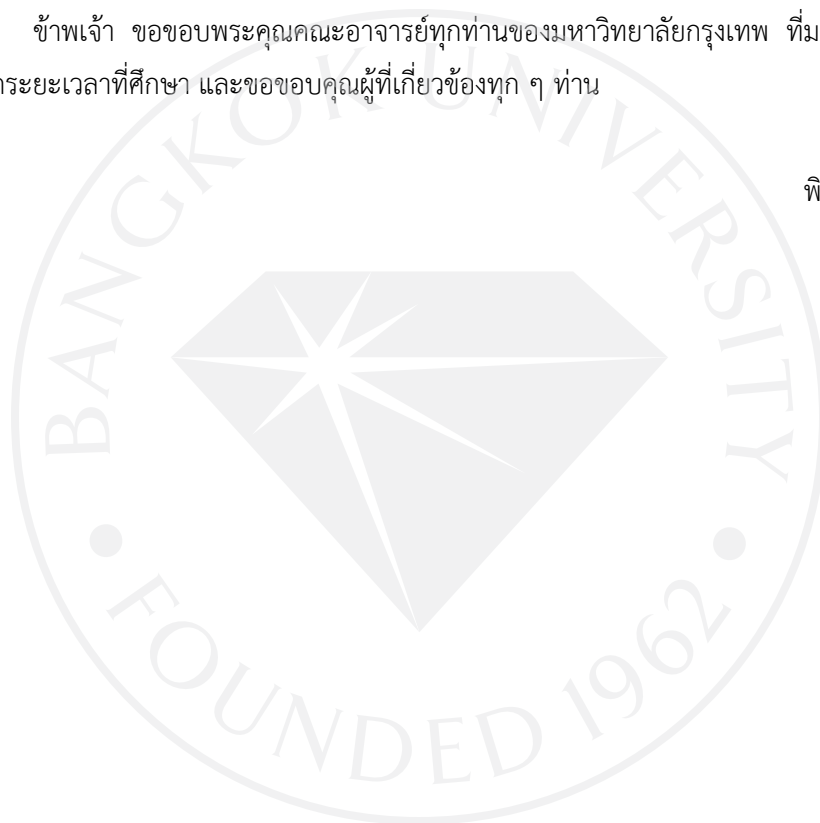 ข้าพเจ้า ขอขอบพระคุณคณะอาจารย์ทุกท่านของมหาวิทยาลัยกรุงเทพ ที่ม
ระยะเวลาที่ศึกษา และขอขอบคุณผู้ที่เกี่ยวข้องทุก ๆ ท่าน
พิ
BANGKOK UNIVERSITY
FOUNDED 1962